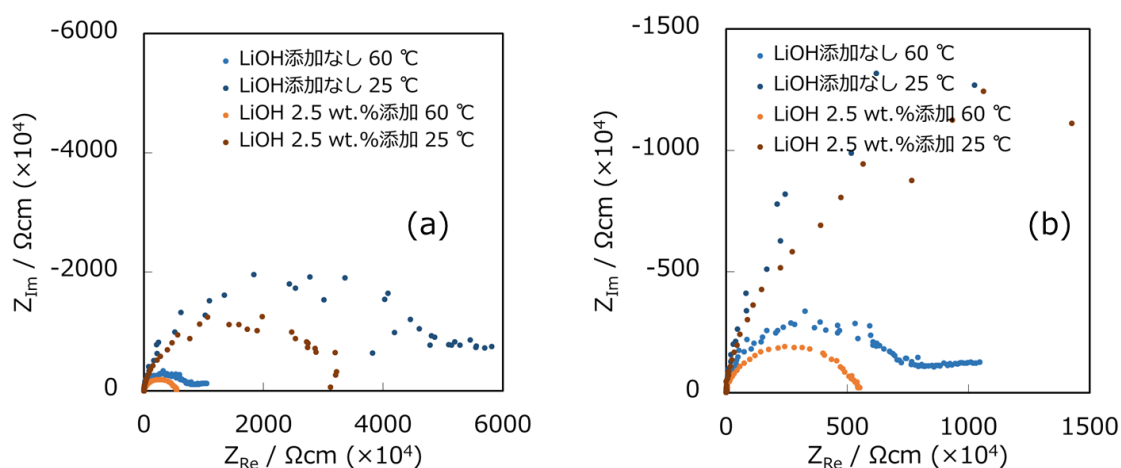 -6000
-4000
-2000
0
0
2000
4000
6000
Z_Im / Ωcm (×10⁴)
Z_Re / Ωcm (×10⁴)
LiOH添加なし 60 ℃
LiOH添加なし 25 ℃
LiOH 2.5 wt.%添加 60 ℃
LiOH 2.5 wt.%添加 25 ℃
(a)
-1500
-1000
-500
0
0
500
1000
1500
Z_Im / Ωcm (×10⁴)
Z_Re / Ωcm (×10⁴)
LiOH添加なし 60 ℃
LiOH添加なし 25 ℃
LiOH 2.5 wt.%添加 60 ℃
LiOH 2.5 wt.%添加 25 ℃
(b)